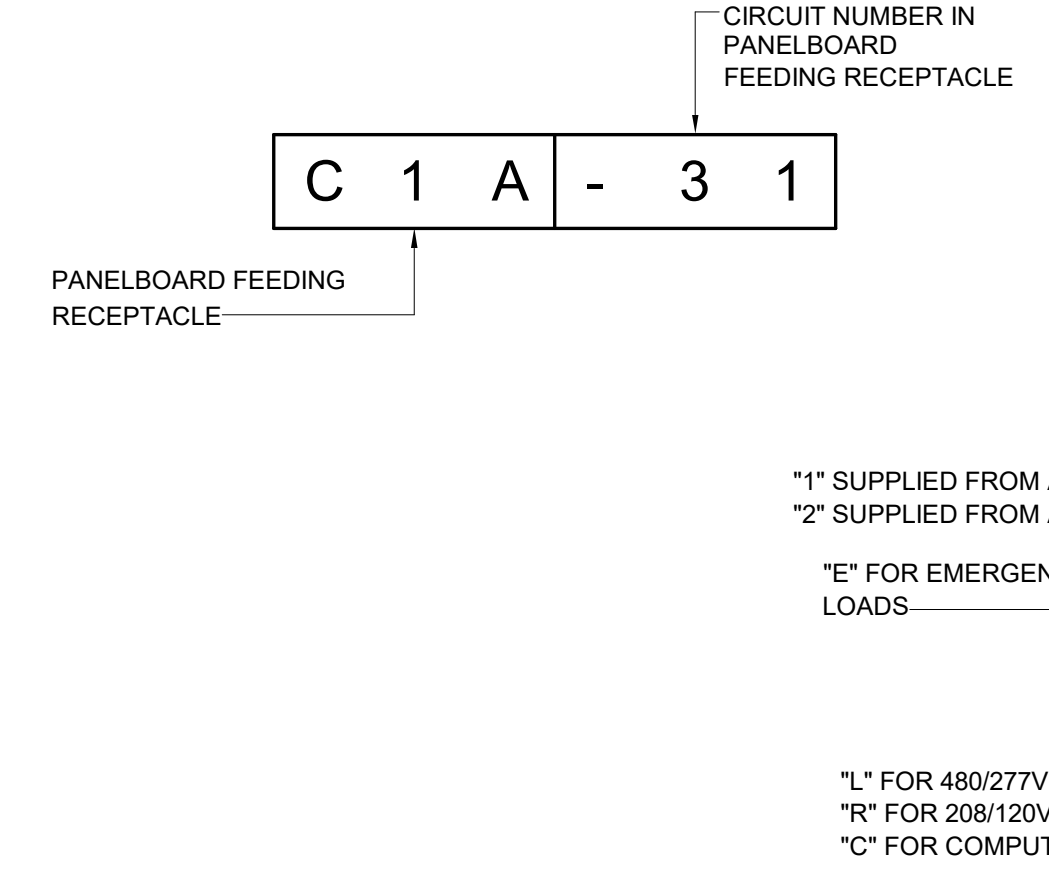 CIRCUIT NUMBER IN
PANELBOARD
FEEDING RECEPTACLE
C 1 A - 3 1
PANELBOARD FEEDING
RECEPTACLE
"1" SUPPLIED FROM
"2" SUPPLIED FROM
"E" FOR
LOADS
"L" FOR 480/277V
"R" FOR 208/120V
"C" FOR